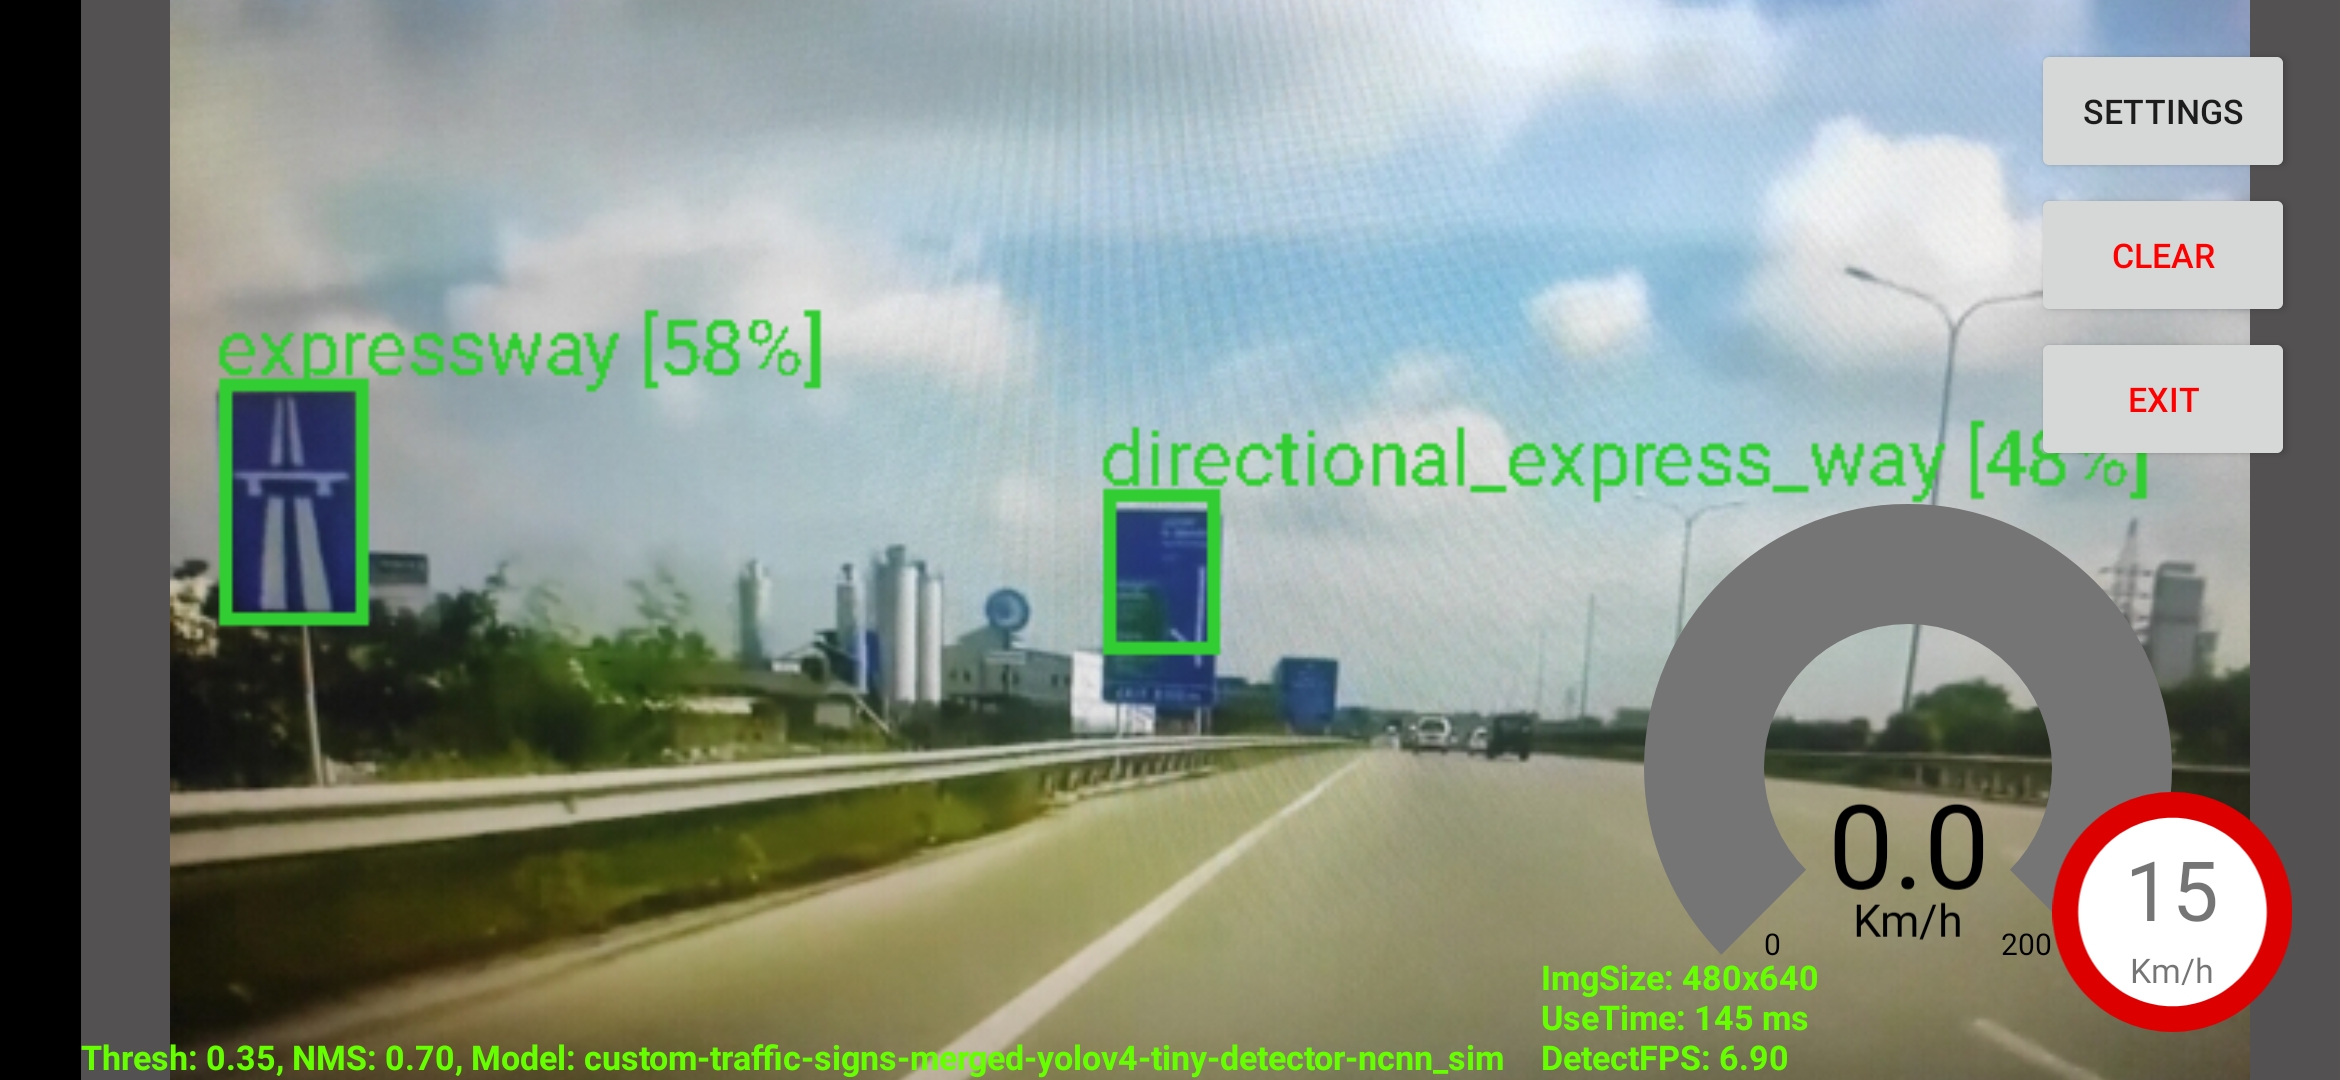 SETTINGS
CLEAR
EXIT
expressway [58%]
directional_express_way [48%]
0.0
Km/h
0
200
15
Km/h
ImgSize: 480x640
UseTime: 145 ms
DetectFPS: 6.90
Thresh: 0.35, NMS: 0.70, Model: custom-traffic-signs-merged-yolov4-tiny-detector-ncnn_sim